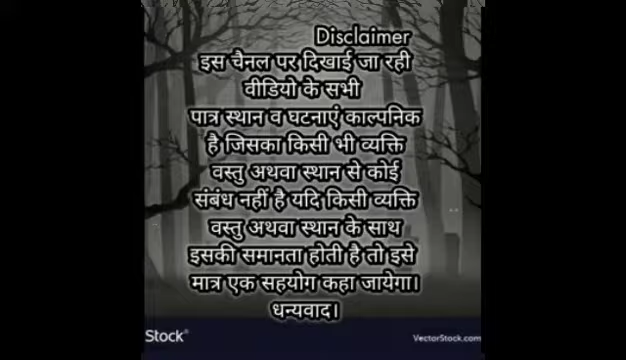 Disclaimer
इस चैनल पर दिखाई जा रही
वीडियो के सभी
पात्र स्थान व घटनाएं काल्पनिक
है जिसका किसी भी व्यक्ति
वस्तु अथवा स्थान से कोई
संबंध नहीं है यदि किसी व्यक्ति
वस्तु अथवा स्थान के साथ
इसकी समानता होती है तो इसे
मात्र एक सहयोग कहा जायेगा।
धन्यवाद।
Stock®
VectorStock.com